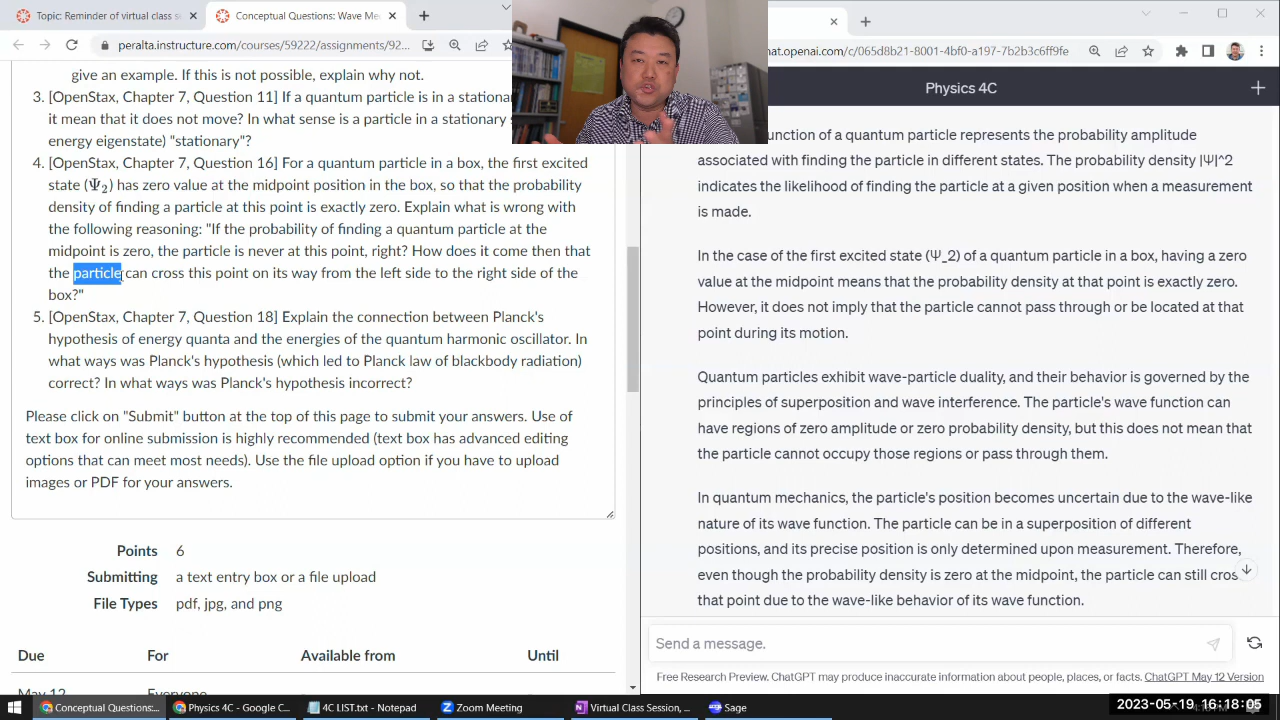 Topic: Reminder of virtual class s
Conceptual Questions: Wave Me
peralta.instructure.com/courses/59222/assignments/92...
give an example. If this is not possible, explain why not.
3. [OpenStax, Chapter 7, Question 11] If a quantum particle is in a station
it mean that it does not move? In what sense is a particle in a stationary s
energy eigenstate) "stationary"?
4. [OpenStax, Chapter 7, Question 16] For a quantum particle in a box, the first excited
state (Ψ2) has zero value at the midpoint position in the box, so that the probability
density of finding a particle at this point is exactly zero. Explain what is wrong with
the following reasoning: "If the probability of finding a quantum particle at the
midpoint is zero, the particle is never at this point, right? How does it come then that
the particle can cross this point on its way from the left side to the right side of the
box?"
5. [OpenStax, Chapter 7, Question 18] Explain the connection between Planck's
hypothesis of energy quanta and the energies of the quantum harmonic oscillator. In
what ways was Planck's hypothesis (which led to Planck law of blackbody radiation)
correct? In what ways was Planck's hypothesis incorrect?
Please click on "Submit" button at the top of this page to submit your answers. Use of
text box for online submission is highly recommended (text box has advanced editing
options that can meet most needs). Use the file upload option if you have to upload
images or PDF for your answers.
Points 6
Submitting a text entry box or a file upload
File Types pdf, jpg, and png
Due For Available from Until
May 12 Everyone
hat.openai.com/c/065d8b21-8001-4bf0-a197-7b2b3c6ff9fe
Physics 4C
unction of a quantum particle represents the probability amplitude
associated with finding the particle in different states. The probability density |Ψ|^2
indicates the likelihood of finding the particle at a given position when a measurement
is made.
In the case of the first excited state (Ψ_2) of a quantum particle in a box, having a zero
value at the midpoint means that the probability density at that point is exactly zero.
However, it does not imply that the particle cannot pass through or be located at that
point during its motion.
Quantum particles exhibit wave-particle duality, and their behavior is governed by the
principles of superposition and wave interference. The particle's wave function can
have regions of zero amplitude or zero probability density, but this does not mean that
the particle cannot occupy those regions or pass through them.
In quantum mechanics, the particle's position becomes uncertain due to the wave-like
nature of its wave function. The particle can be in a superposition of different
positions, and its precise position is only determined upon measurement. Therefore,
even though the probability density is zero at the midpoint, the particle can still cros
that point due to the wave-like behavior of its wave function.
Send a message.
Free Research Preview. ChatGPT may produce inaccurate information about people, places, or facts. ChatGPT May 12 Version
Conceptual Questions:...
Physics 4C - Google C...
4C LIST.txt - Notepad
Zoom Meeting
Virtual Class Session, ...
Sage
2023-05-19 16:18:05